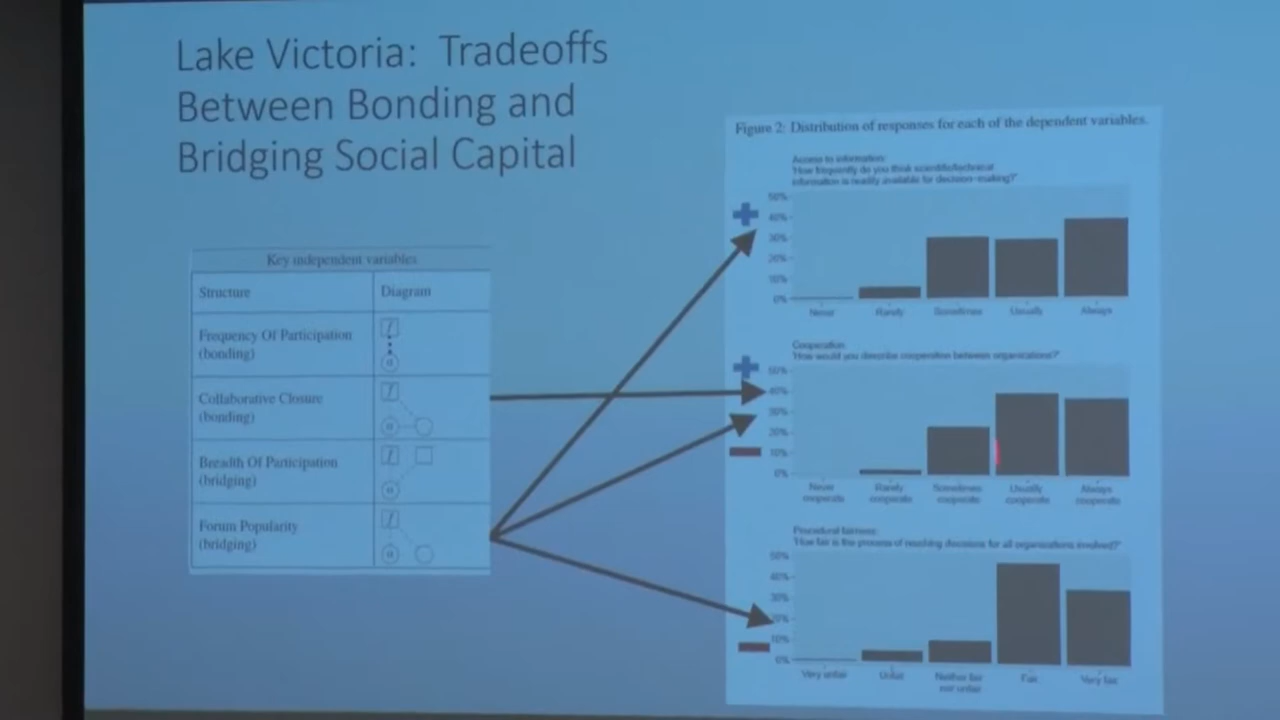 Lake Victoria: Tradeoffs
Between Bonding and
Bridging Social Capital
Key independent variables
Structure
Diagram
Frequency Of Participation
(bonding)
f
a
Collaborative Closure
(bonding)
f
a
Breadth Of Participation
(bridging)
f
a
Forum Popularity
(bridging)
f
a
Figure 2: Distribution of responses for each of the dependent variables.
Access to information:
"How frequently do you think scientific/technical
information is readily available for decision-making?"
50%
40%
30%
20%
10%
0%
Never
Rarely
Sometimes
Usually
Always
Cooperation:
"How would you describe cooperation between organisations?"
50%
40%
30%
20%
10%
0%
Never
cooperate
Rarely
cooperate
Sometimes
cooperate
Usually
cooperate
Always
cooperate
Procedural fairness:
"How fair is the process of reaching decisions for all organisations involved?"
50%
40%
30%
20%
10%
0%
Very unfair
Unfair
Neither fair
nor unfair
Fair
Very fair